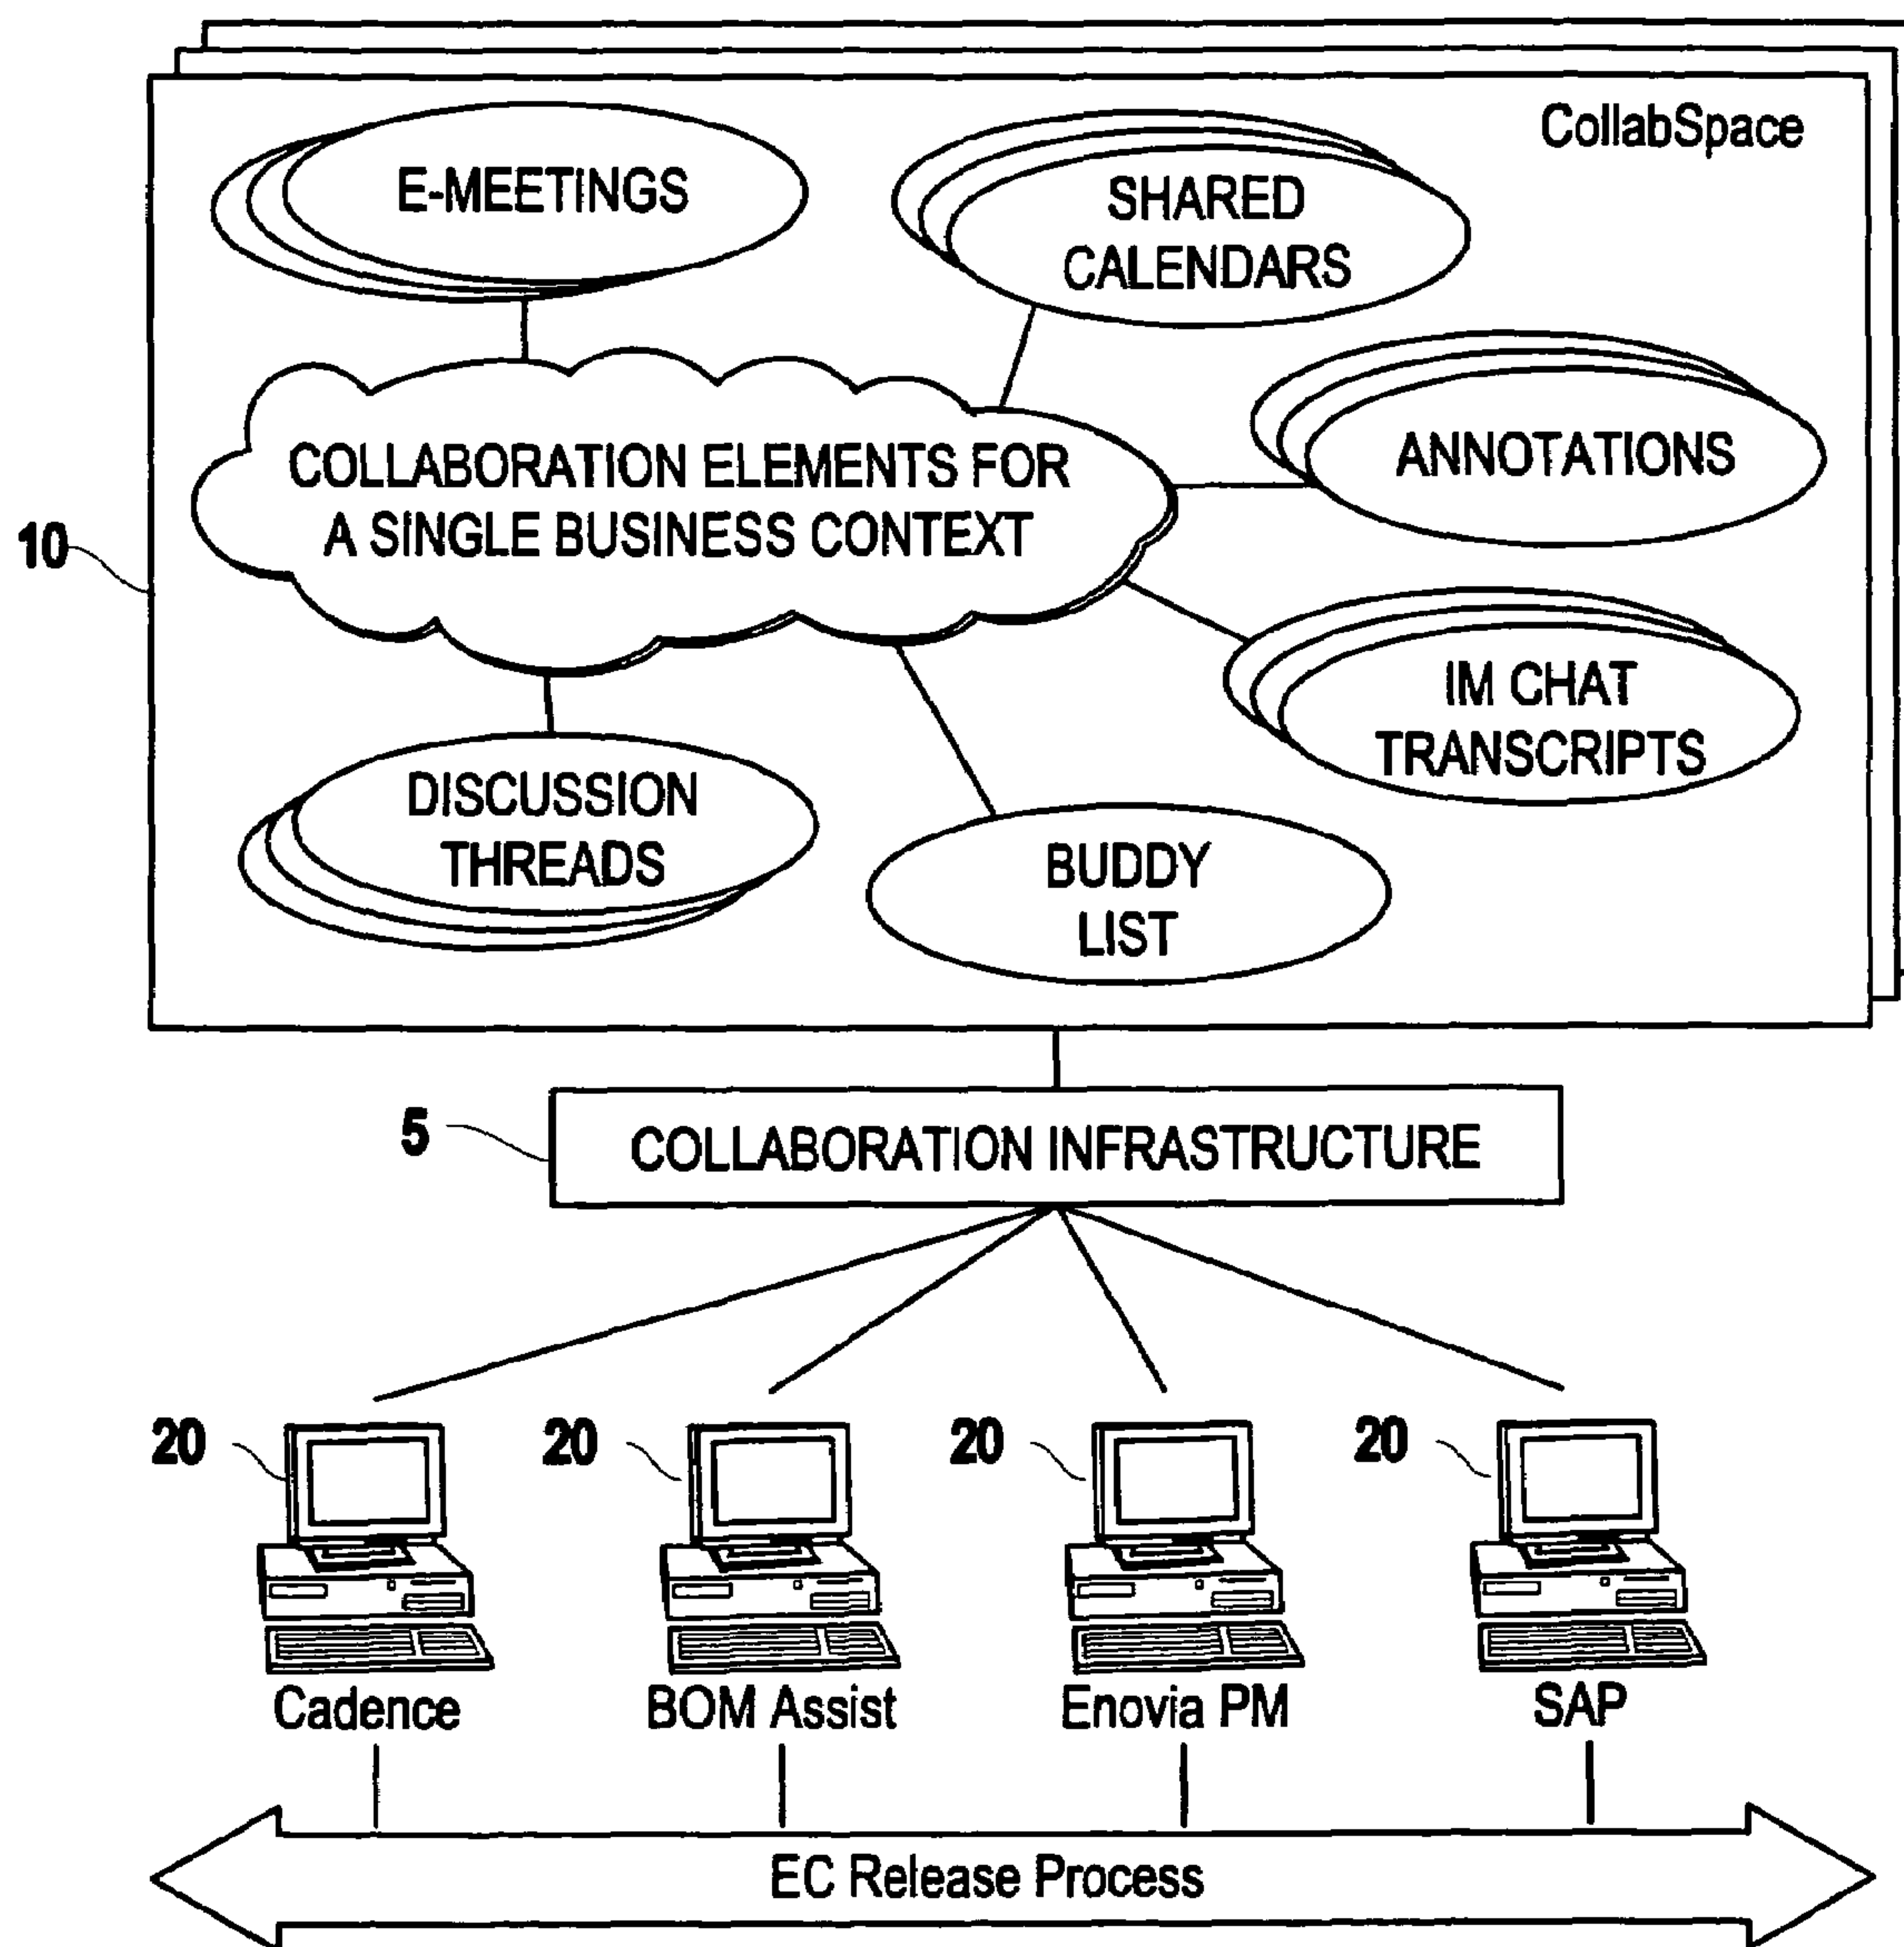 CollabSpace
E-MEETINGS
SHARED
CALENDARS
ANNOTATIONS
COLLABORATION ELEMENTS FOR
A SINGLE BUSINESS CONTEXT
10
IM CHAT
TRANSCRIPTS
DISCUSSION
THREADS
BUDDY
LIST
5
COLLABORATION INFRASTRUCTURE
20
20
20
20
Cadence
BOM Assist
Enovia PM
SAP
EC Release Process